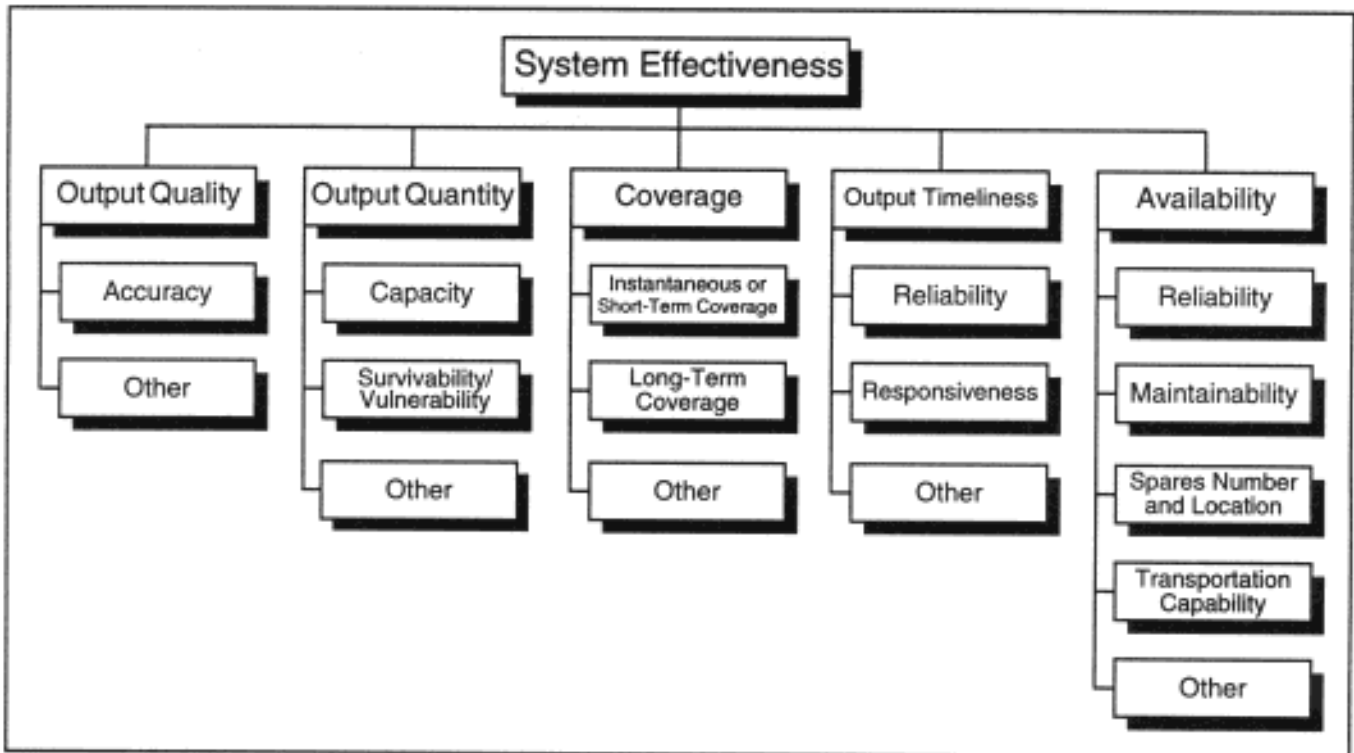 System Effectiveness
Output Quality
Accuracy
Other
Output Quantity
Capacity
Survivability/
Vulnerability
Other
Coverage
Instantaneous or
Short-Term Coverage
Long-Term
Coverage
Other
Output Timeliness
Reliability
Responsiveness
Other
Availability
Reliability
Maintainability
Spares Number
and Location
Transportation
Capability
Other